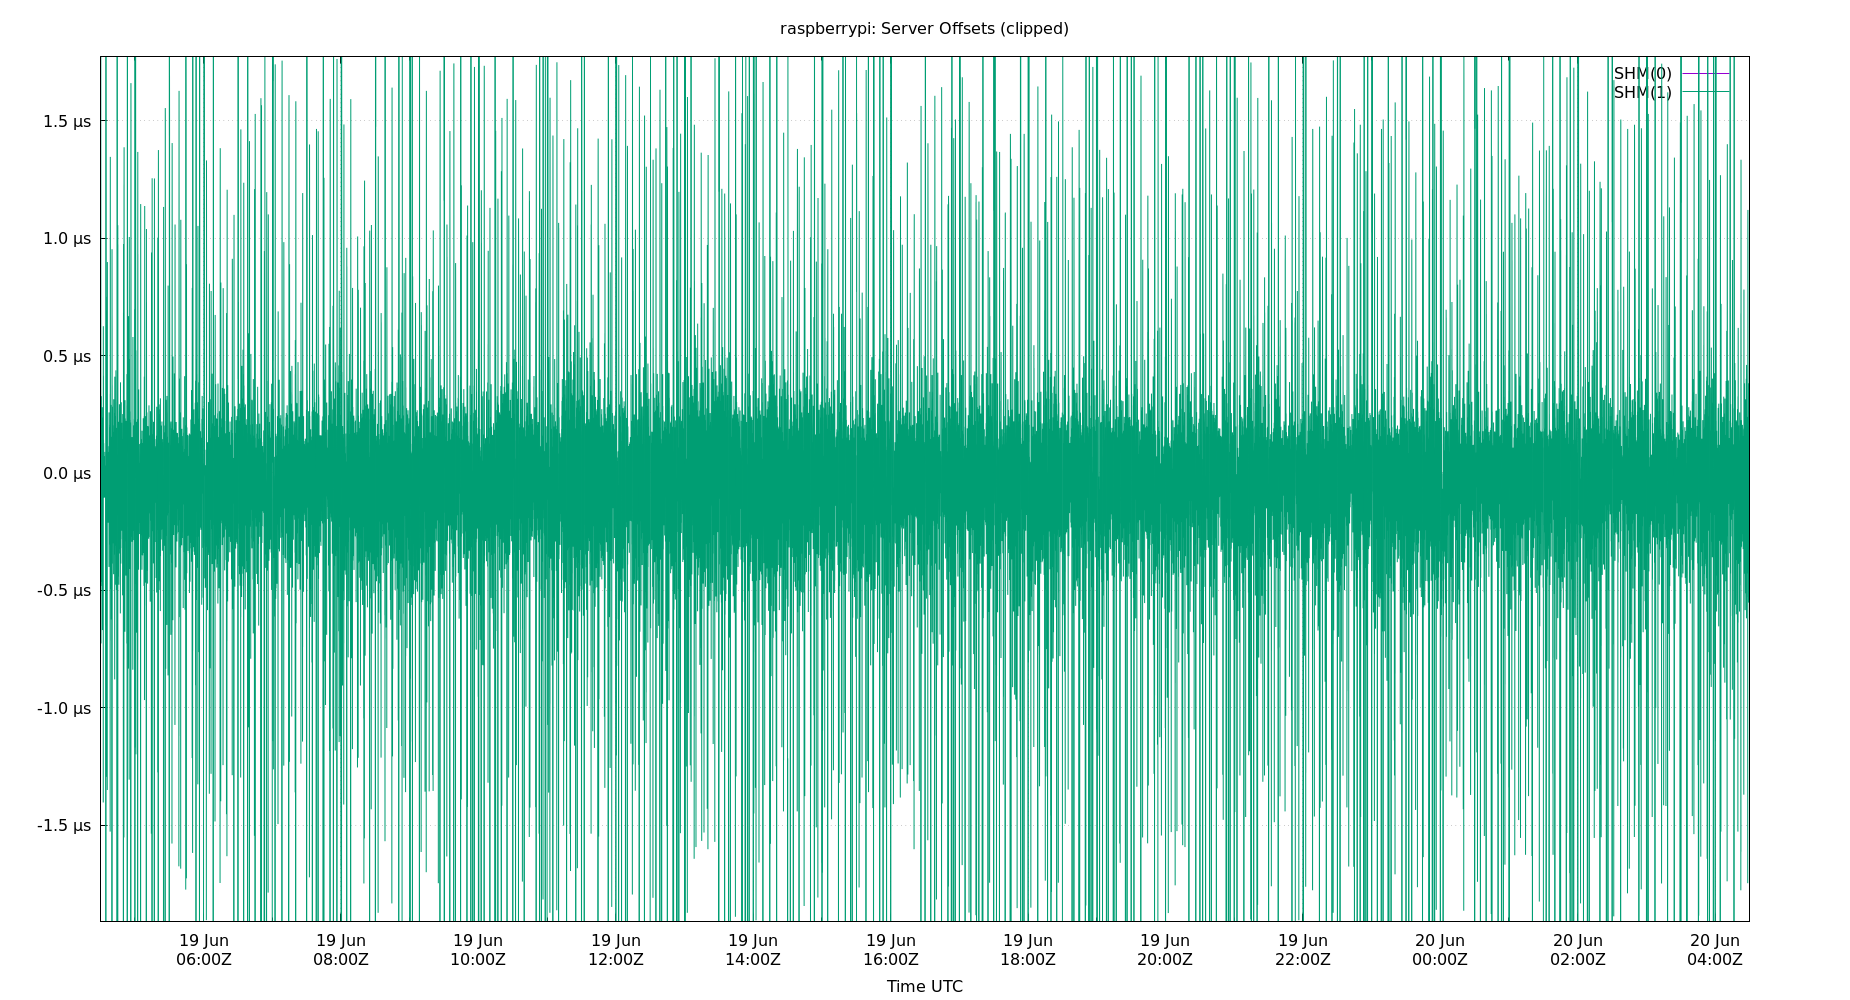 raspberrypi: Server Offsets (clipped)
SHM(0)
SHM(1)
1.5 µs
1.0 µs
0.5 µs
0.0 µs
-0.5 µs
-1.0 µs
-1.5 µs
19 Jun 19 Jun 19 Jun 19 Jun 19 Jun 19 Jun 19 Jun 19 Jun 19 Jun 20 Jun 20 Jun 20 Jun
06:00Z 08:00Z 10:00Z 12:00Z 14:00Z 16:00Z 18:00Z 20:00Z 22:00Z 00:00Z 02:00Z 04:00Z
Time UTC